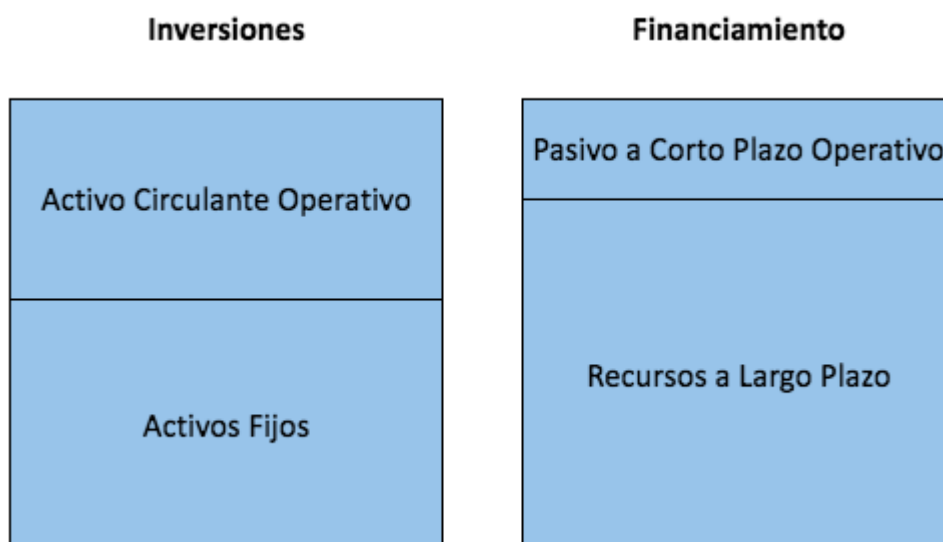 Inversiones
Financiamiento
Activo Circulante Operativo
Activos Fijos
Pasivo a Corto Plazo Operativo
Recursos a Largo Plazo